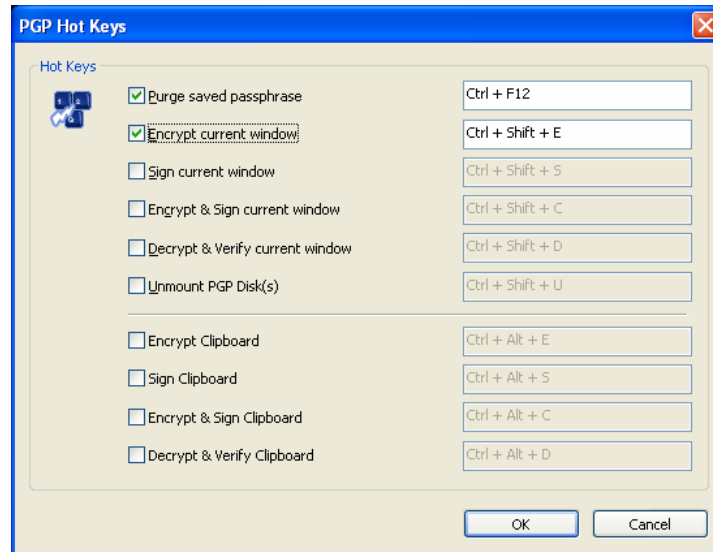 PGP Hot Keys
Hot Keys
Purge saved passphrase Ctrl + F12
Encrypt current window Ctrl + Shift + E
Sign current window Ctrl + Shift + S
Encrypt & Sign current window Ctrl + Shift + C
Decrypt & Verify current window Ctrl + Shift + D
Unmount PGP Disk(s) Ctrl + Shift + U
Encrypt Clipboard Ctrl + Alt + E
Sign Clipboard Ctrl + Alt + S
Encrypt & Sign Clipboard Ctrl + Alt + C
Decrypt & Verify Clipboard Ctrl + Alt + D
OK Cancel